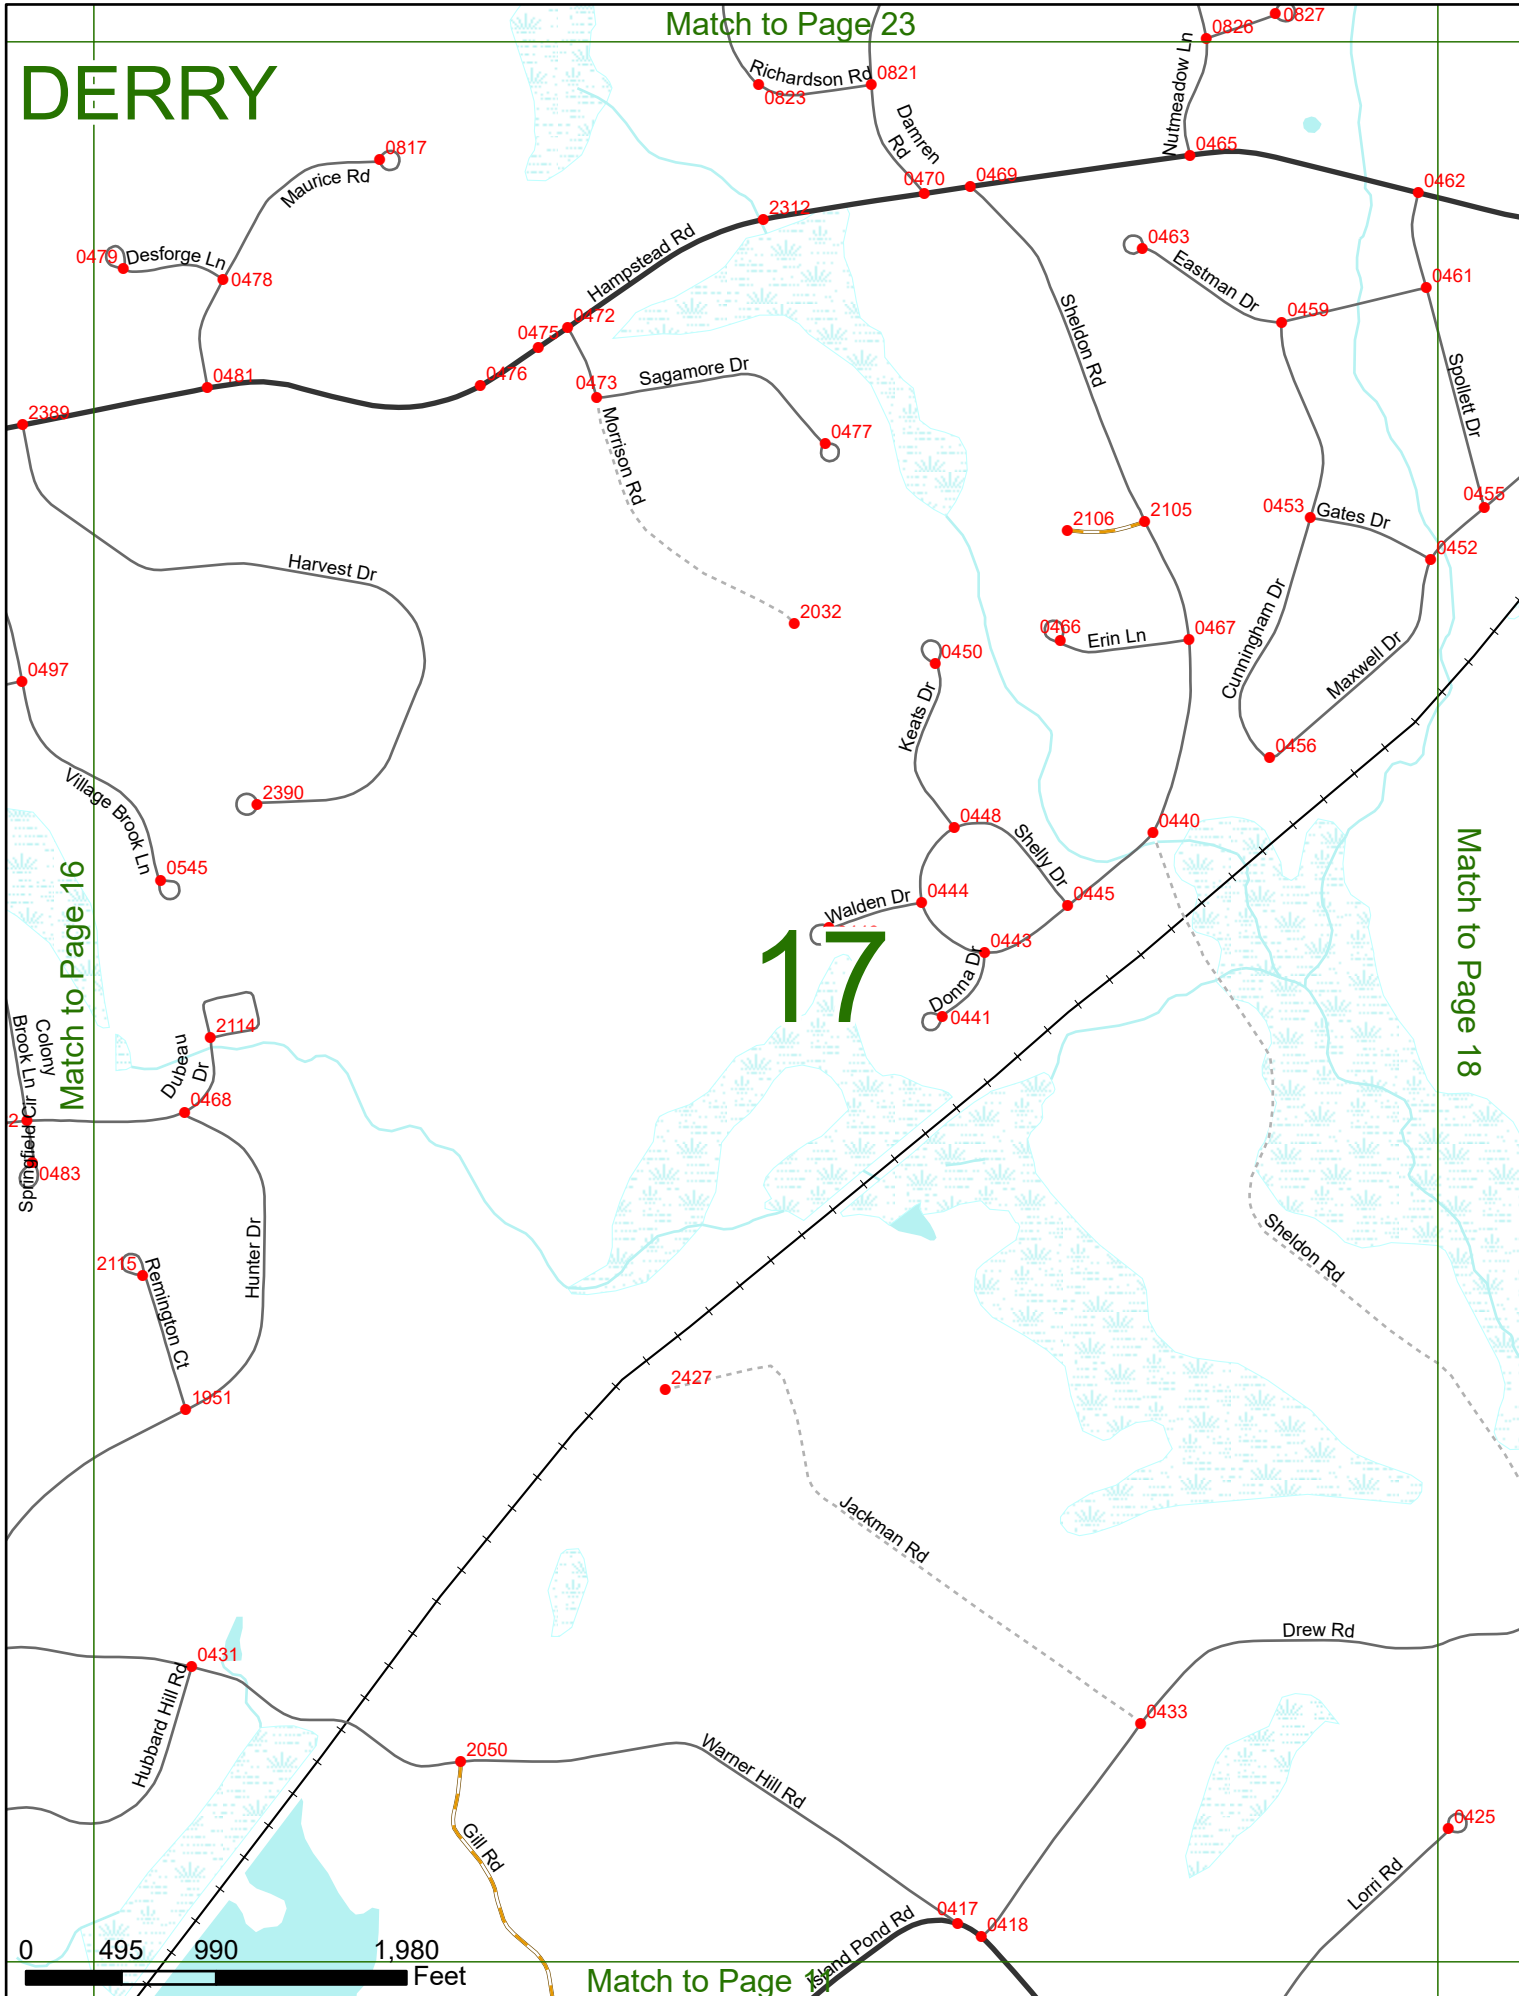 Match to Page 23
DERRY
0826
0827
Richardson Rd
0821
0823
Damren
Rd
Nutmeadow Ln
0465
0817
Maurice Rd
0470
0469
0462
2312
0479
Desforge Ln
0478
Hampstead Rd
0463
Eastman Dr
0461
0459
0472
0475
Sheldon Rd
0481
0476
0473
Sagamore Dr
Spollett Dr
2389
Morrison Rd
0477
0455
2106
2105
0453
Gates Dr
0452
Harvest Dr
2032
0466
Erin Ln
0467
Cunningham Dr
Maxwell Dr
0450
Keats Dr
0497
0456
Village Brook Ln
2390
0448
Shelly Dr
0440
0545
Match to Page 16
Match to Page 18
Walden Dr
0444
0445
17
0443
Donna Dr
0441
Colony
Brook Ln
2114
Dubeau
Dr
0468
2
Springfield Cir
0483
Hunter Dr
2115
Remington Ct
Sheldon Rd
1951
2427
Jackman Rd
Drew Rd
0431
Hubbard Hill Rd
0433
2050
Warner Hill Rd
Gill Rd
0425
Lorri Rd
0417
0418
Island Pond Rd
0 495 990 1,980
Feet
Match to Page 11